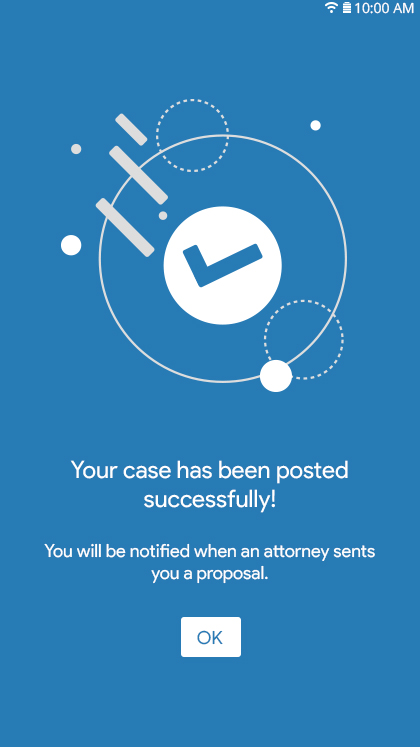 10:00 AM
Your case has been posted
successfully!
You will be notified when an attorney sents
you a proposal.
OK